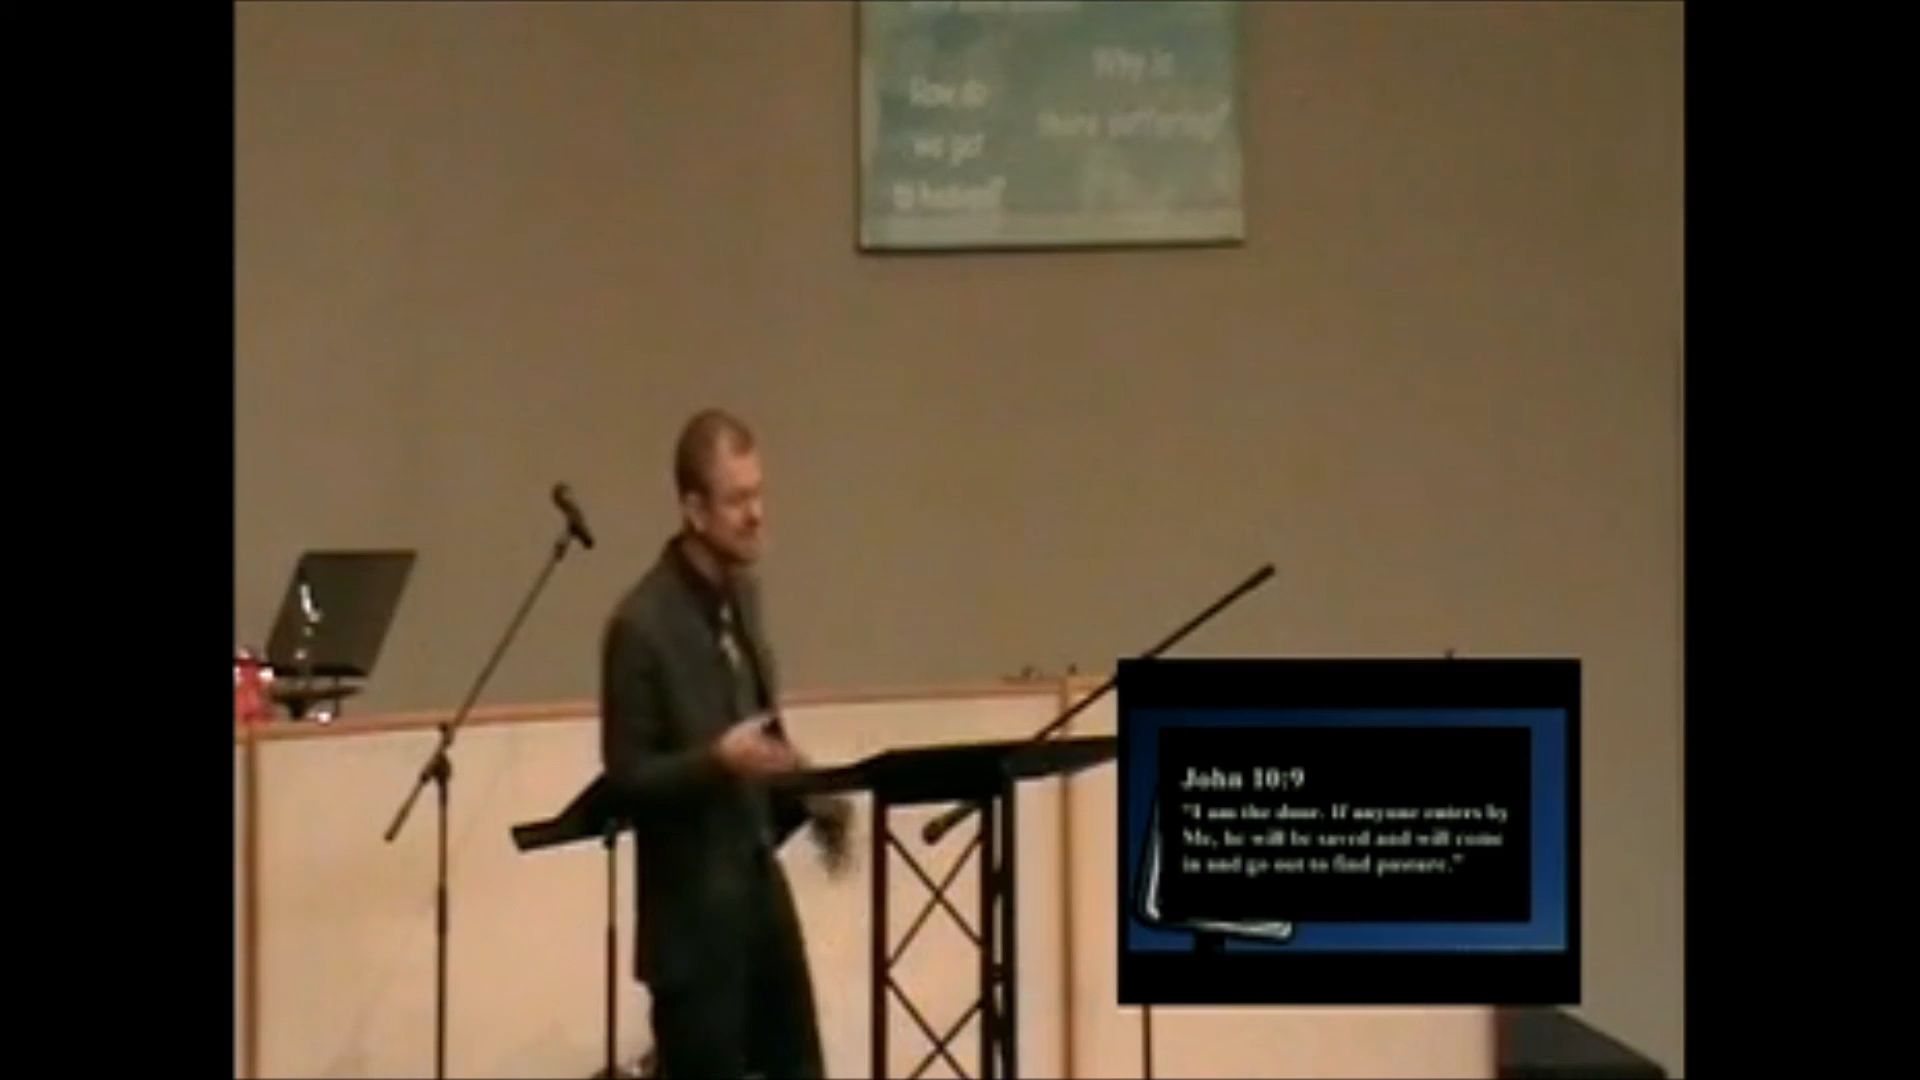 How do
we get
to heaven?
Why is
there suffering?
John 10:9
"I am the door. If anyone enters by
Me, he will be saved and will come
in and go out to find pasture."